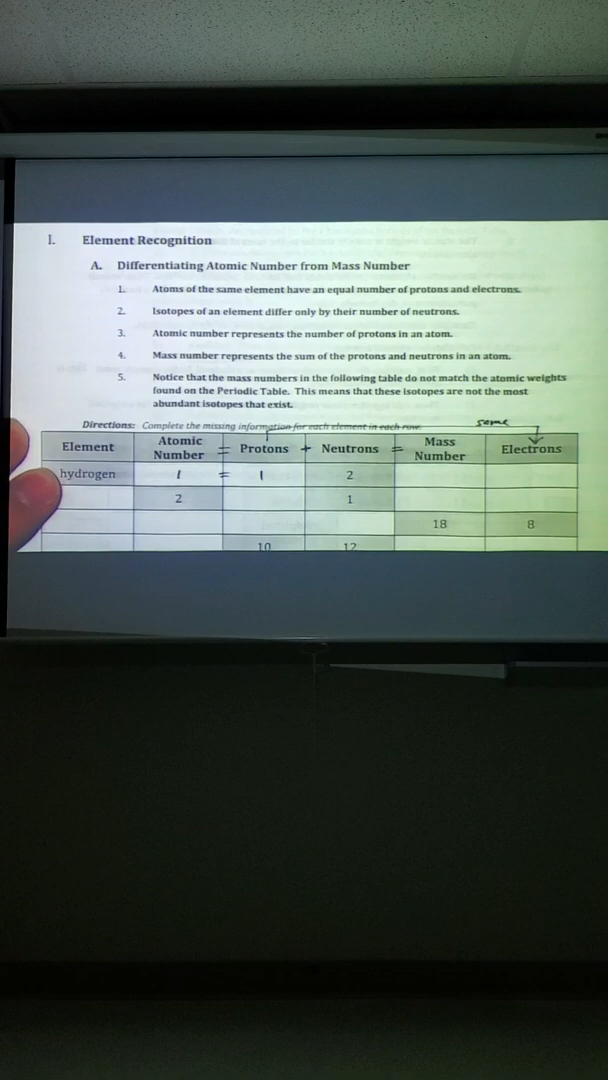 I. Element Recognition
A. Differentiating Atomic Number from Mass Number
1. Atoms of the same element have an equal number of protons and electrons.
2. Isotopes of an element differ only by their number of neutrons.
3. Atomic number represents the number of protons in an atom.
4. Mass number represents the sum of the protons and neutrons in an atom.
5. Notice that the mass numbers in the following table do not match the atomic weights
found on the Periodic Table. This means that these isotopes are not the most
abundant isotopes that exist.
Directions: Complete the missing information for each element in each row. same
Element Atomic Number = Protons + Neutrons = Mass Number Electrons
hydrogen 1 = 1 2
2 1
18 8
10 12